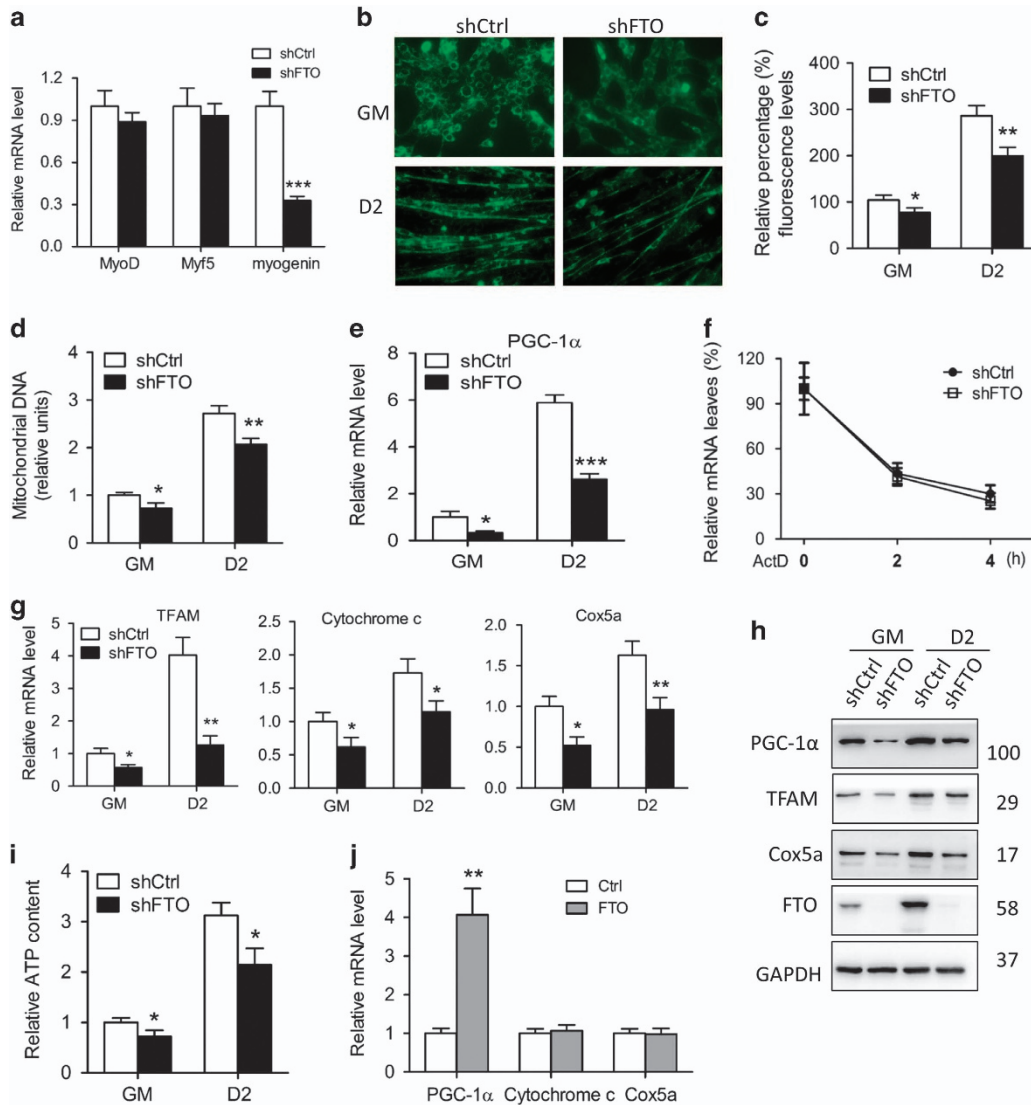 a
shCtrl
shFTO
Relative mRNA level
1.2
0.9
0.6
0.3
0.0
MyoD Myf5 myogenin
***
b
shCtrl shFTO
GM
D2
c
shCtrl
shFTO
Relative percentage (%)
fluorescence levels
400
300
200
100
0
* **
GM D2
d
shCtrl
shFTO
Mitochondrial DNA
(relative units)
4
3
2
1
0
* **
GM D2
e
PGC-1α
shCtrl
shFTO
Relative mRNA level
8
6
4
2
0
* ***
GM D2
f
shCtrl
shFTO
Relative mRNA leaves (%)
120
90
60
30
0
ActD 0 2 4 (h)
g
TFAM
shCtrl
shFTO
Relative mRNA level
5
4
3
2
1
0
* **
GM D2
Cytochrome c
2.5
2.0
1.5
1.0
0.5
0.0
* *
GM D2
Cox5a
2.0
1.5
1.0
0.5
0.0
* **
GM D2
h
GM D2
shCtrl shFTO shCtrl shFTO
PGC-1α 100
TFAM 29
Cox5a 17
FTO 58
GAPDH 37
i
shCtrl
shFTO
Relative ATP content
4
3
2
1
0
* *
GM D2
j
Ctrl
FTO
Relative mRNA level
5
4
3
2
1
0
**
PGC-1α Cytochrome c Cox5a